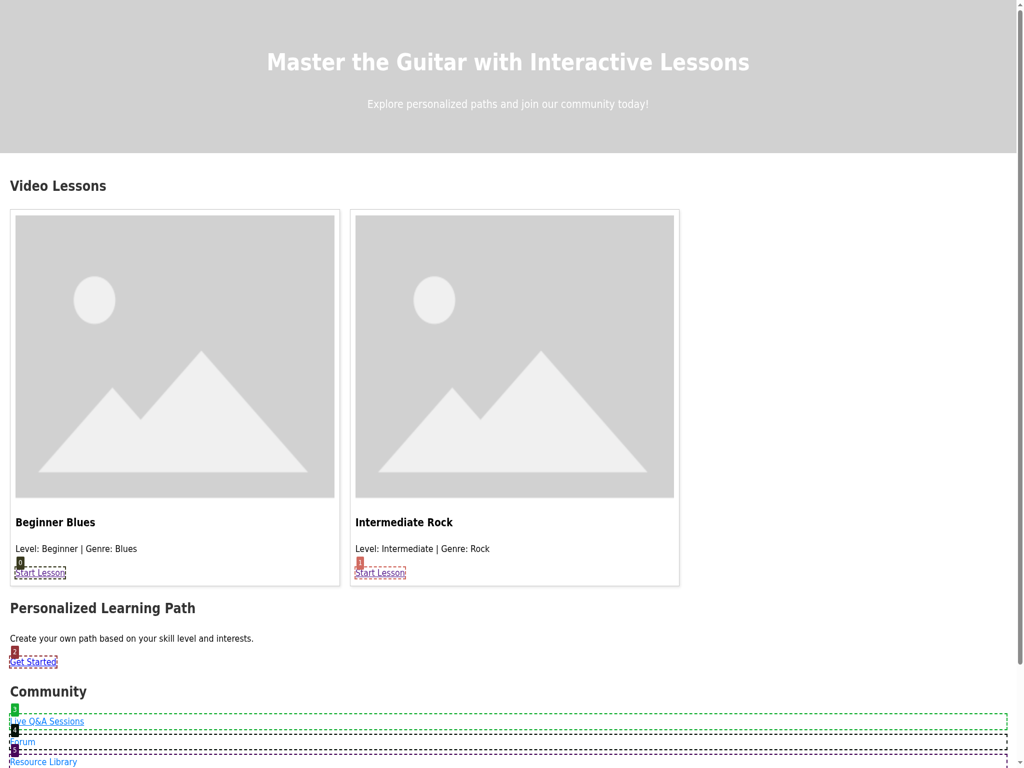 Master the Guitar with Interactive Lessons
Explore personalized paths and join our community today!
Video Lessons
Beginner Blues
Level: Beginner | Genre: Blues
0
Start Lesson
Intermediate Rock
Level: Intermediate | Genre: Rock
1
Start Lesson
Personalized Learning Path
Create your own path based on your skill level and interests.
2
Get Started
Community
3
Live Q&A Sessions
4
Forum
5
Resource Library